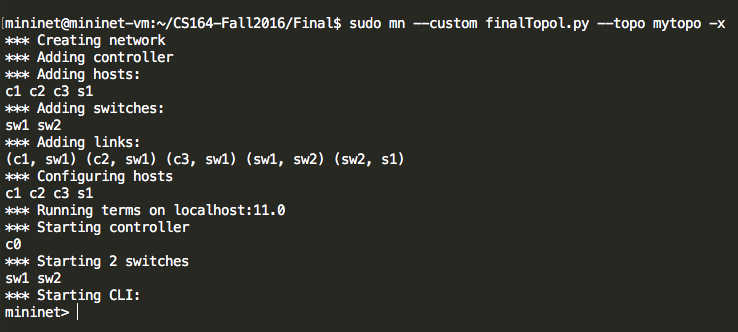 mininet@mininet-vm:~/CS164-Fall2016/Final$ sudo mn --custom finalTopol.py --topo mytopo -x
*** Creating network
*** Adding controller
*** Adding hosts:
c1 c2 c3 s1
*** Adding switches:
sw1 sw2
*** Adding links:
(c1, sw1) (c2, sw1) (c3, sw1) (sw1, sw2) (sw2, s1)
*** Configuring hosts
c1 c2 c3 s1
*** Running terms on localhost:11.0
*** Starting controller
c0
*** Starting 2 switches
sw1 sw2
*** Starting CLI:
mininet>